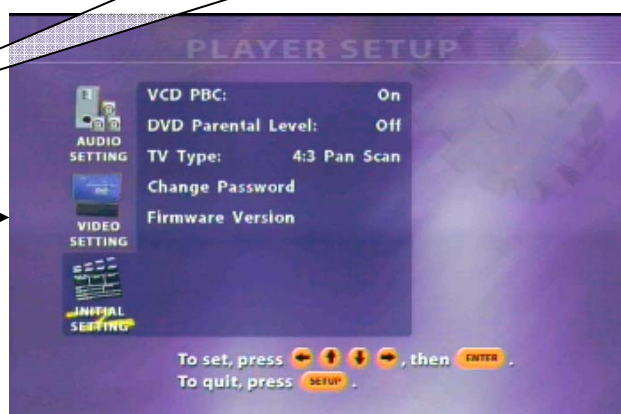 PLAYER SETUP
AUDIO
SETTING
VIDEO
SETTING
INITIAL
SETTING
VCD PBC: On
DVD Parental Level: Off
TV Type: 4:3 Pan Scan
Change Password
Firmware Version
To set, press , then ENTER .
To quit, press SETUP .